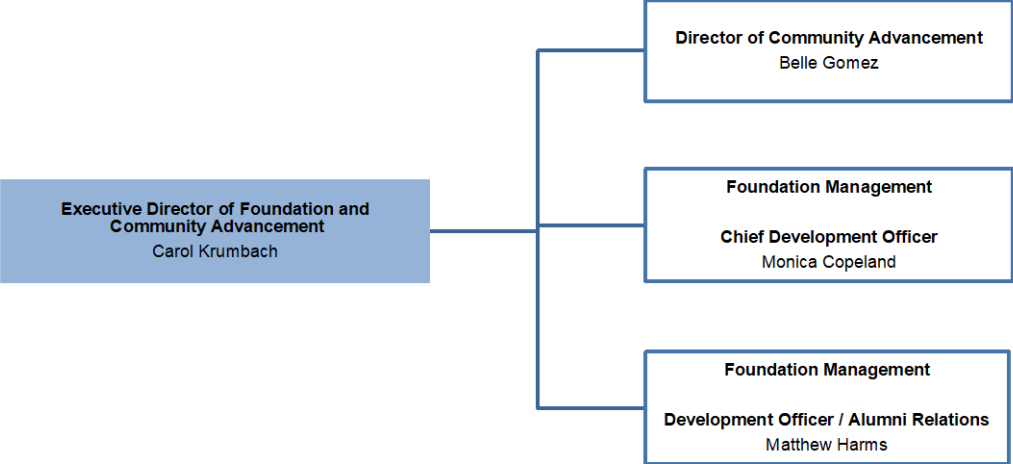 Director of Community Advancement
Belle Gomez
Executive Director of Foundation and
Community Advancement
Carol Krumbach
Foundation Management
Chief Development Officer
Monica Copeland
Foundation Management
Development Officer / Alumni Relations
Matthew Harms